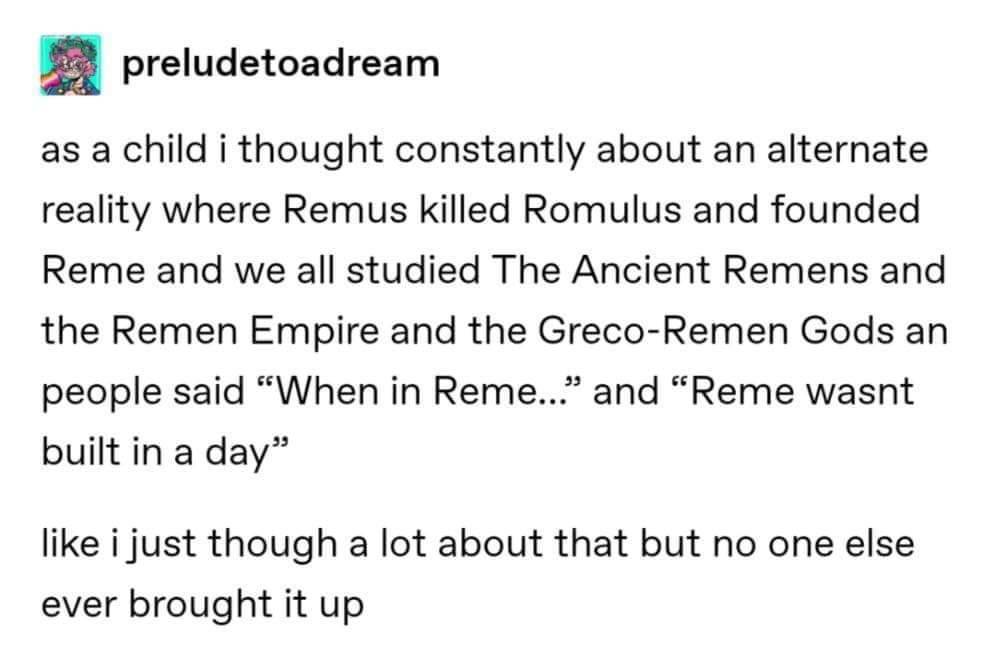 preludetoadream
as a child i thought constantly about an alternate
reality where Remus killed Romulus and founded
Reme and we all studied The Ancient Remens and
the Remen Empire and the Greco-Remen Gods an
people said “When in Reme...” and “Reme wasnt
built in a day”
like i just though a lot about that but no one else
ever brought it up